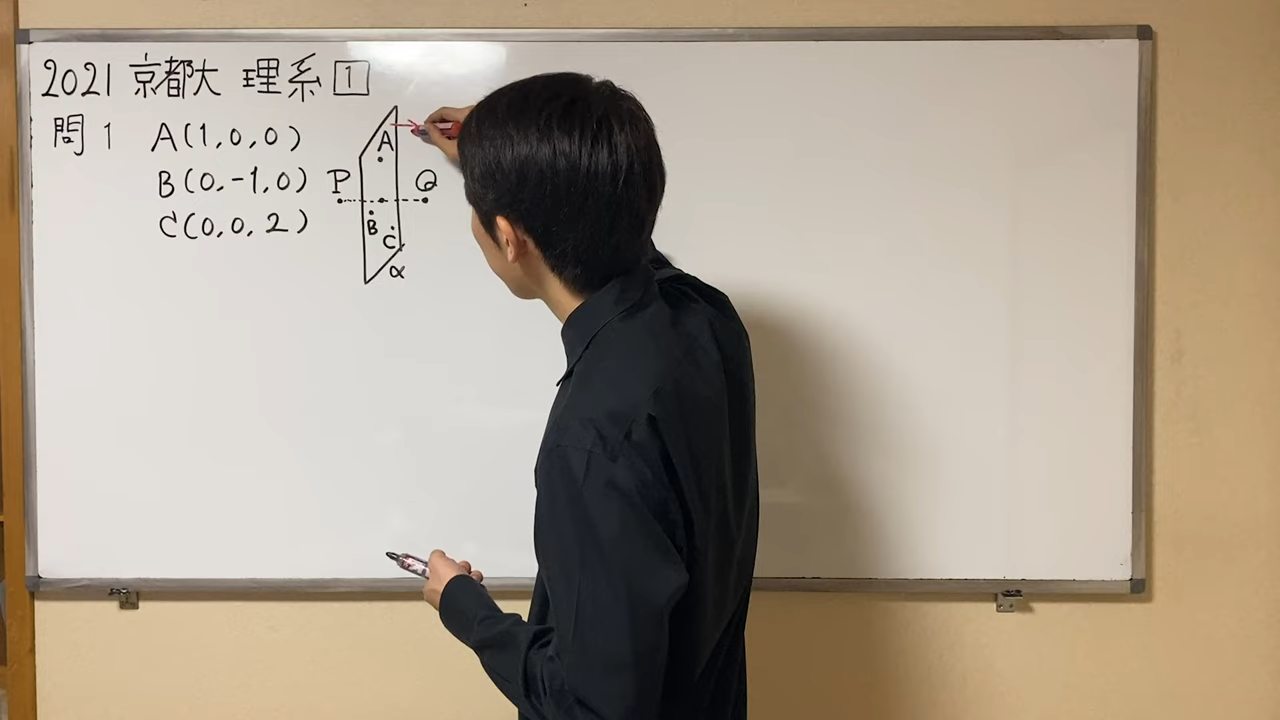 2021 京都大 理系 1
問1 A(1,0,0)
B(0,-1,0)
C(0,0,2)
A
P Q
B
C
α